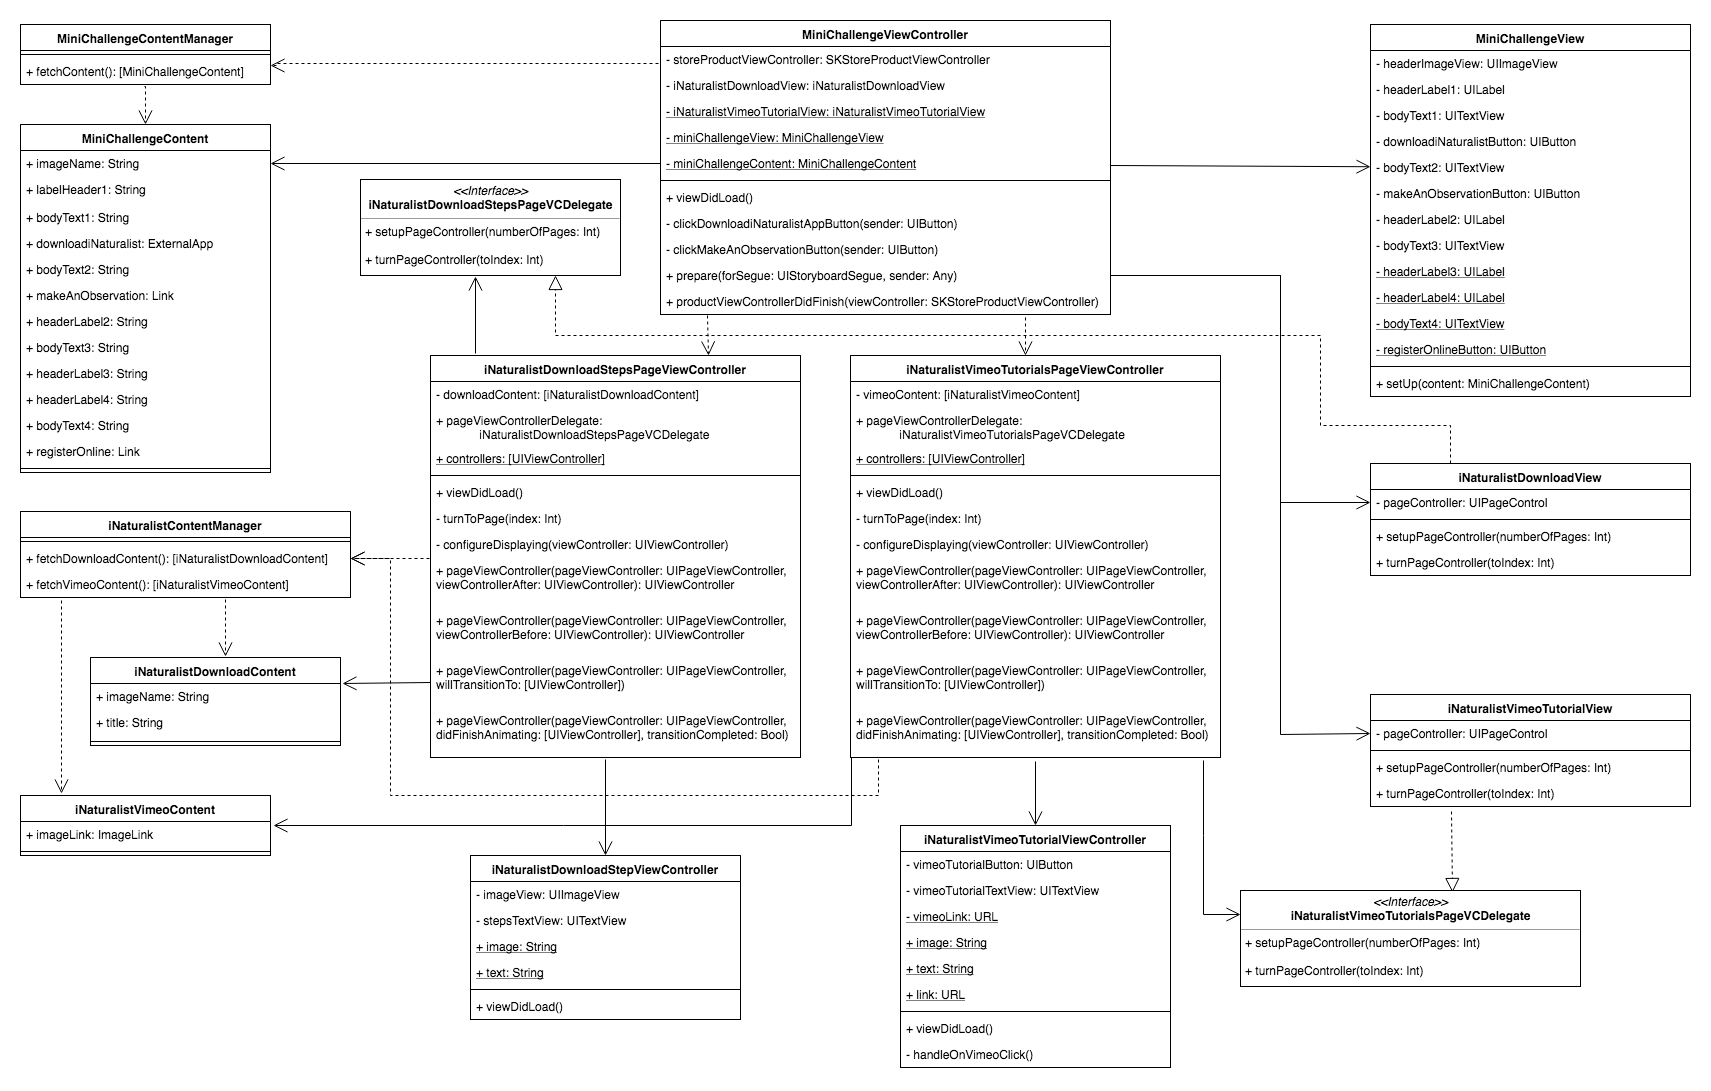 MiniChallengeContentManager
+ fetchContent(): [MiniChallengeContent]
MiniChallengeContent
+ imageName: String
+ labelHeader1: String
+ bodyText1: String
+ downloadiNaturalist: ExternalApp
+ bodyText2: String
+ makeAnObservation: Link
+ headerLabel2: String
+ bodyText3: String
+ headerLabel3: String
+ headerLabel4: String
+ bodyText4: String
+ registerOnline: Link
<<Interface>>
iNaturalistDownloadStepsPageVCDelegate
+ setupPageController(numberOfPages: Int)
+ turnPageController(toIndex: Int)
MiniChallengeViewController
- storeProductViewController: SKStoreProductViewController
- iNaturalistDownloadView: iNaturalistDownloadView
- iNaturalistVimeoTutorialView: iNaturalistVimeoTutorialView
- miniChallengeView: MiniChallengeView
- miniChallengeContent: MiniChallengeContent
+ viewDidLoad()
- clickDownloadiNaturalistAppButton(sender: UIButton)
- clickMakeAnObservationButton(sender: UIButton)
+ prepare(forSegue: UIStoryboardSegue, sender: Any)
+ productViewControllerDidFinish(viewController: SKStoreProductViewController)
MiniChallengeView
- headerImageView: UIImageView
- headerLabel1: UILabel
- bodyText1: UITextView
- downloadiNaturalistButton: UIButton
- bodyText2: UITextView
- makeAnObservationButton: UIButton
- headerLabel2: UILabel
- bodyText3: UITextView
- headerLabel3: UILabel
- headerLabel4: UILabel
- bodyText4: UITextView
- registerOnlineButton: UIButton
+ setUp(content: MiniChallengeContent)
iNaturalistDownloadStepsPageViewController
- downloadContent: [iNaturalistDownloadContent]
+ pageViewControllerDelegate:
iNaturalistDownloadStepsPageVCDelegate
+ controllers: [UIViewController]
+ viewDidLoad()
- turnToPage(index: Int)
- configureDisplaying(viewController: UIViewController)
+ pageViewController(pageViewController: UIPageViewController,
viewControllerAfter: UIViewController): UIViewController
+ pageViewController(pageViewController: UIPageViewController,
viewControllerBefore: UIViewController): UIViewController
+ pageViewController(pageViewController: UIPageViewController,
willTransitionTo: [UIViewController])
+ pageViewController(pageViewController: UIPageViewController,
didFinishAnimating: [UIViewController], transitionCompleted: Bool)
iNaturalistVimeoTutorialsPageViewController
- vimeoContent: [iNaturalistVimeoContent]
+ pageViewControllerDelegate:
iNaturalistVimeoTutorialsPageVCDelegate
+ controllers: [UIViewController]
+ viewDidLoad()
- turnToPage(index: Int)
- configureDisplaying(viewController: UIViewController)
+ pageViewController(pageViewController: UIPageViewController,
viewControllerAfter: UIViewController): UIViewController
+ pageViewController(pageViewController: UIPageViewController,
viewControllerBefore: UIViewController): UIViewController
+ pageViewController(pageViewController: UIPageViewController,
willTransitionTo: [UIViewController])
+ pageViewController(pageViewController: UIPageViewController,
didFinishAnimating: [UIViewController], transitionCompleted: Bool)
iNaturalistDownloadView
- pageController: UIPageControl
+ setupPageController(numberOfPages: Int)
+ turnPageController(toIndex: Int)
iNaturalistContentManager
+ fetchDownloadContent(): [iNaturalistDownloadContent]
+ fetchVimeoContent(): [iNaturalistVimeoContent]
iNaturalistDownloadContent
+ imageName: String
+ title: String
iNaturalistVimeoContent
+ imageLink: ImageLink
iNaturalistVimeoTutorialView
- pageController: UIPageControl
+ setupPageController(numberOfPages: Int)
+ turnPageController(toIndex: Int)
iNaturalistDownloadStepViewController
- imageView: UIImageView
- stepsTextView: UITextView
+ image: String
+ text: String
+ viewDidLoad()
iNaturalistVimeoTutorialViewController
- vimeoTutorialButton: UIButton
- vimeoTutorialTextView: UITextView
- vimeoLink: URL
+ image: String
+ text: String
+ link: URL
+ viewDidLoad()
- handleOnVimeoClick()
<<Interface>>
iNaturalistVimeoTutorialsPageVCDelegate
+ setupPageController(numberOfPages: Int)
+ turnPageController(toIndex: Int)